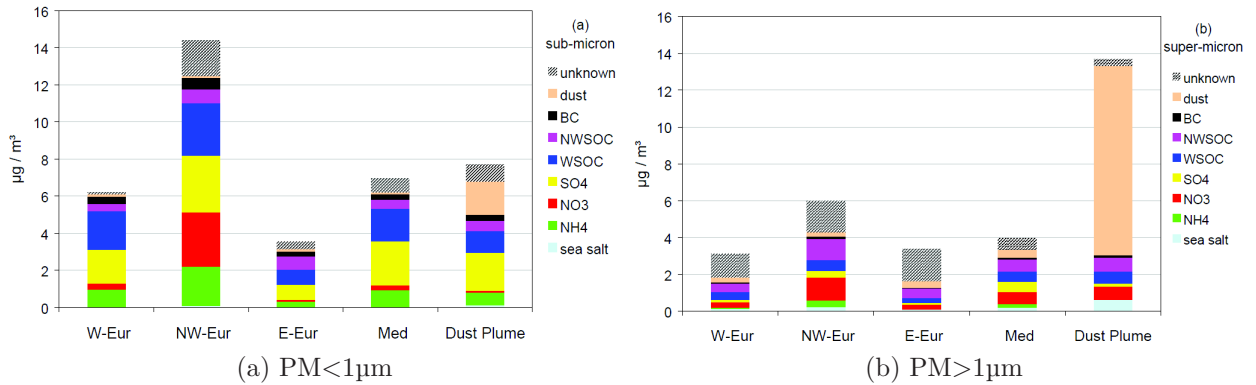 16
14
12
10
8
6
4
2
0
µg / m³
W-Eur
NW-Eur
E-Eur
Med
Dust Plume
(a)
sub-micron
unknown
dust
BC
NWSOC
WSOC
SO4
NO3
NH4
sea salt
(a) PM<1µm
16
14
12
10
8
6
4
2
0
µg / m³
W-Eur
NW-Eur
E-Eur
Med
Dust Plume
(b)
super-micron
unknown
dust
BC
NWSOC
WSOC
SO4
NO3
NH4
sea salt
(b) PM>1µm